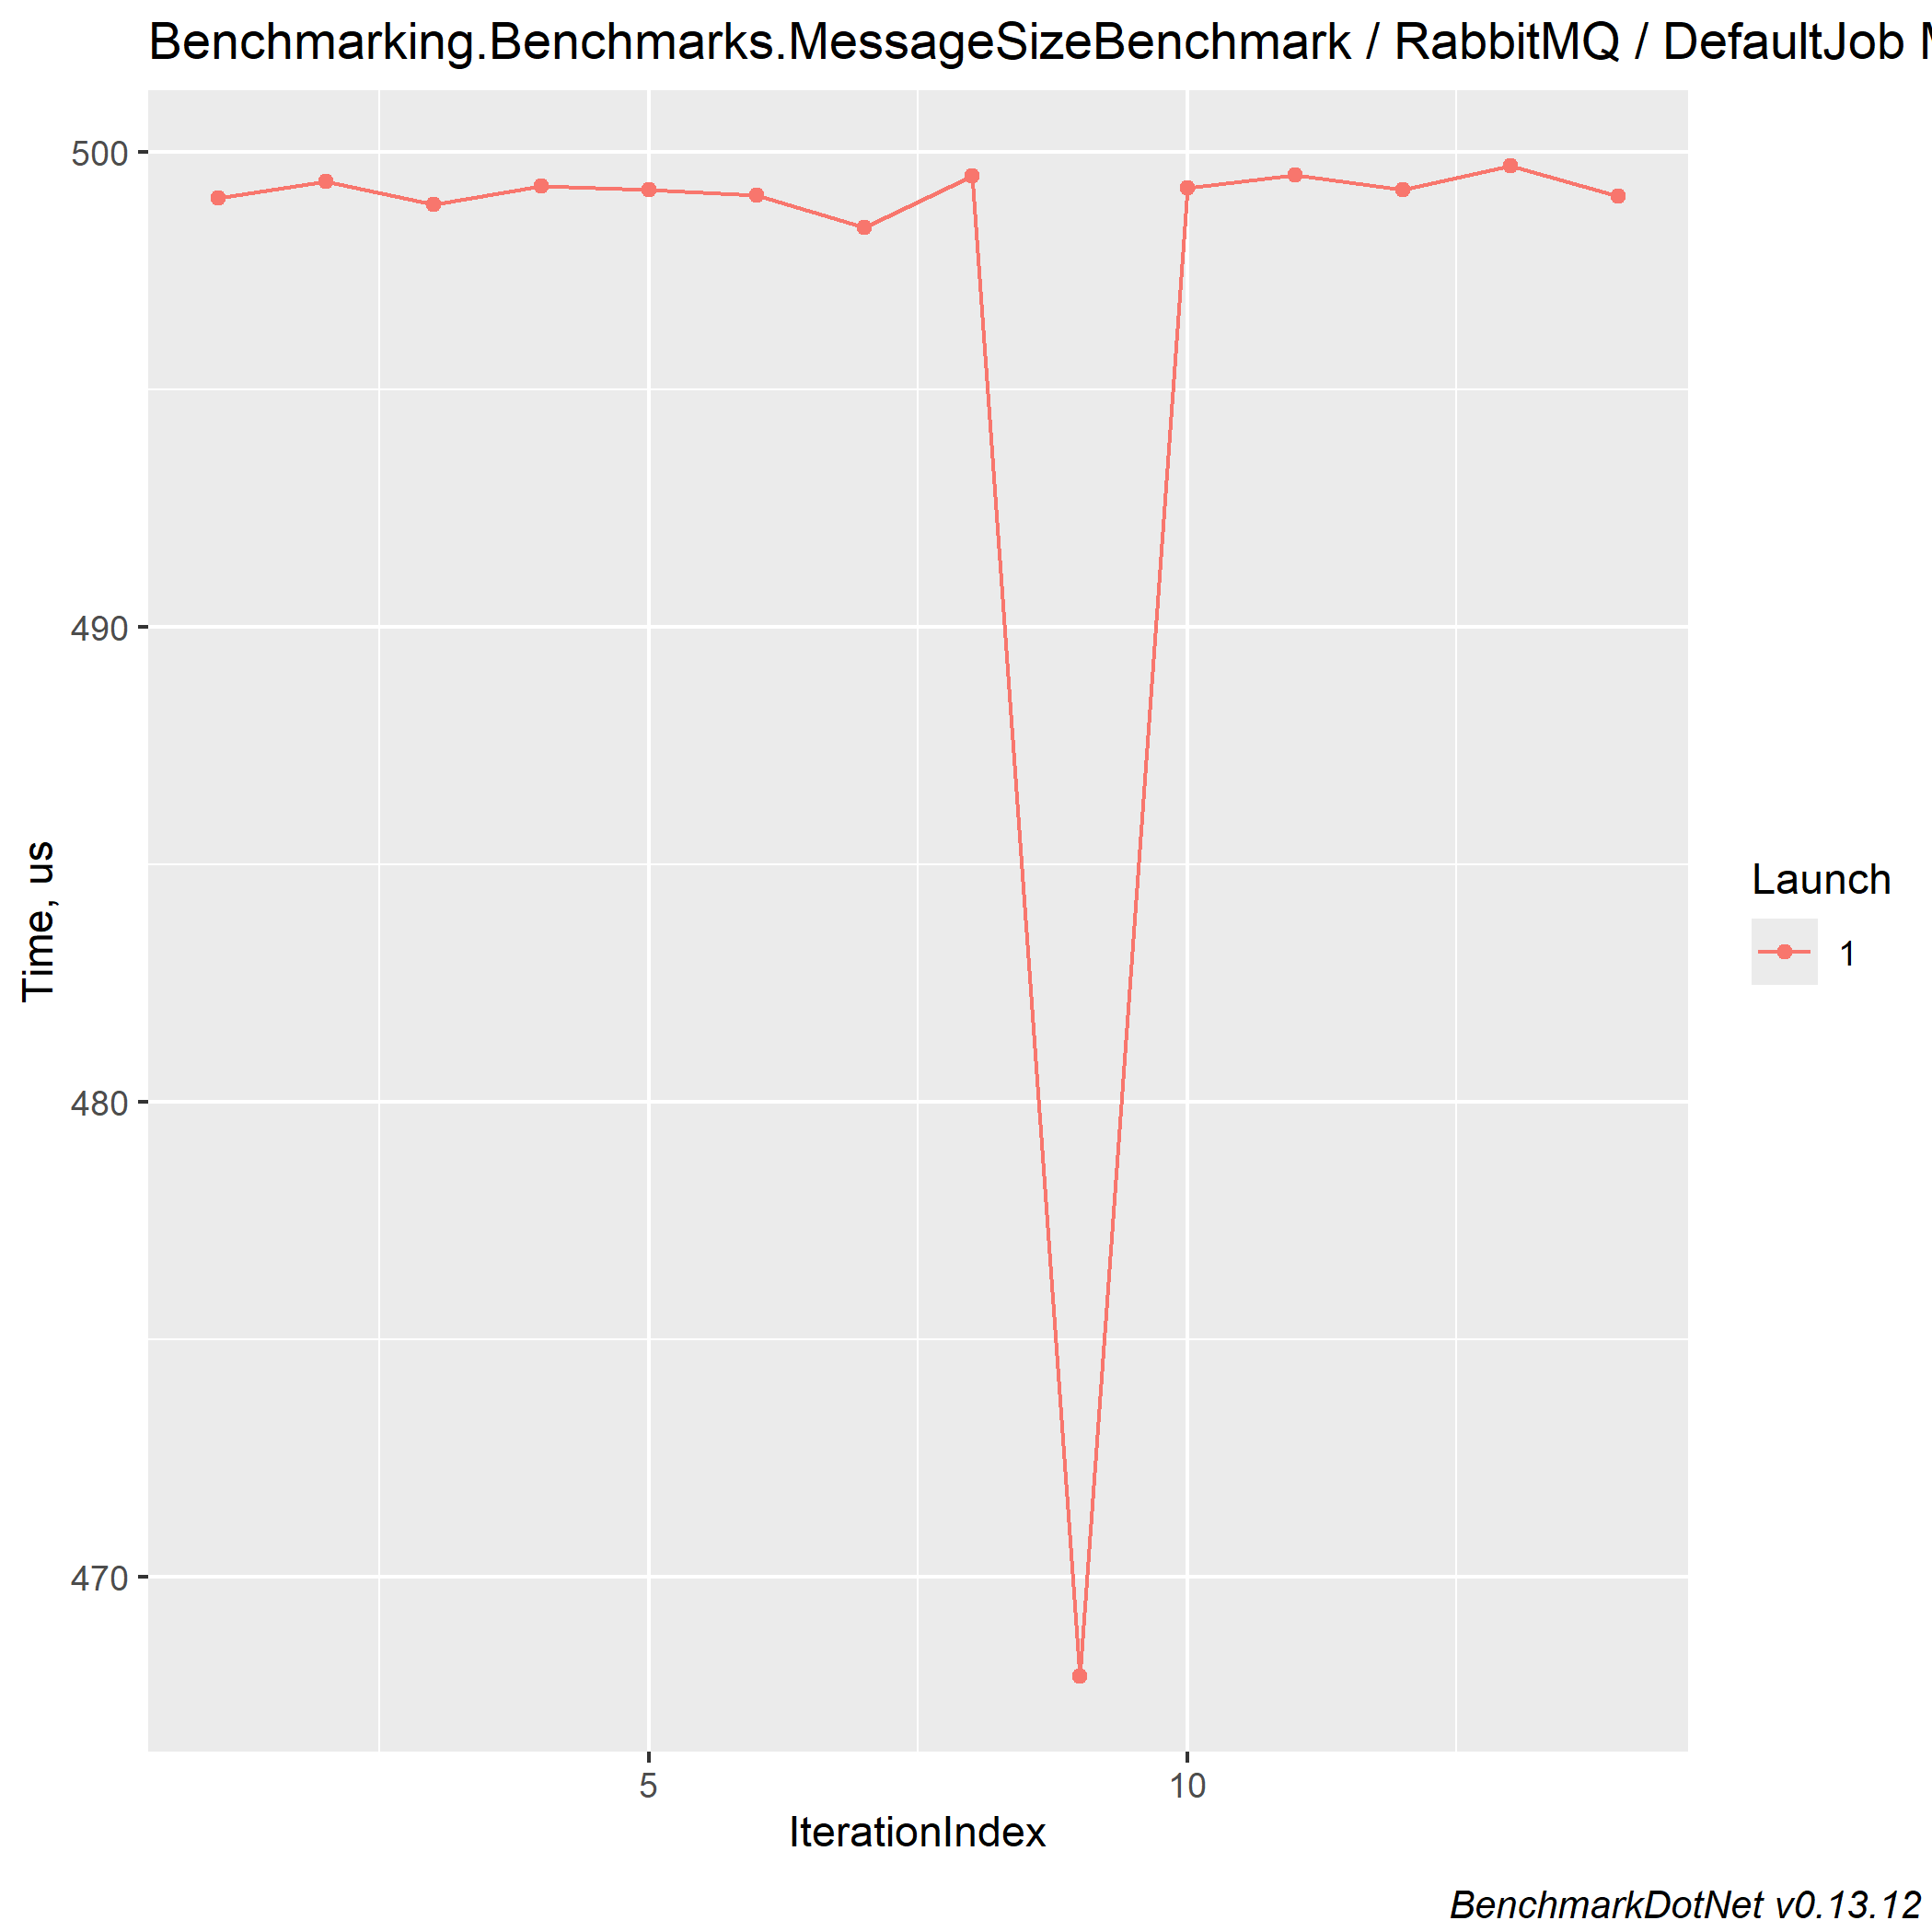 Benchmarking.Benchmarks.MessageSizeBenchmark / RabbitMQ / DefaultJob
500
490
480
470
Time, us
5
10
IterationIndex
Launch
1
BenchmarkDotNet v0.13.12